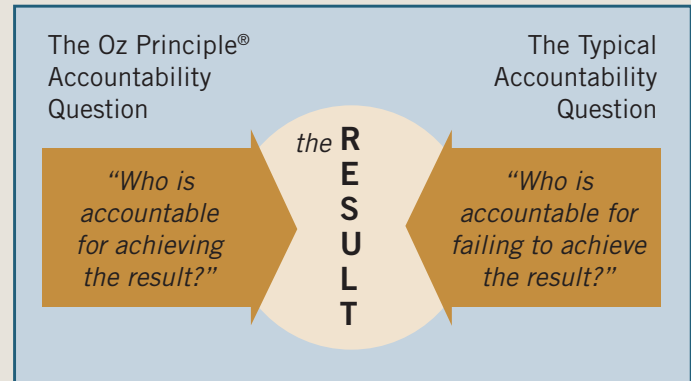 The Oz Principle®
Accountability
Question
The Typical
Accountability
Question
the RESULT
“Who is
accountable
for achieving
the result?”
“Who is
accountable for
failing to achieve
the result?”